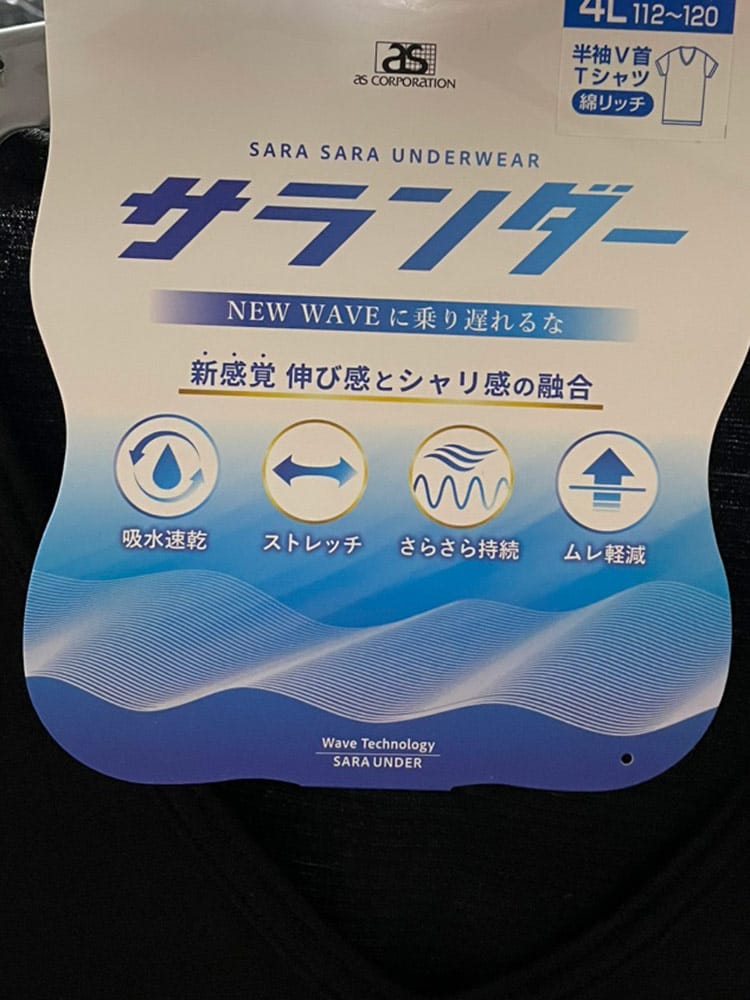 4L 112~120
半袖V首
Tシャツ
綿リッチ
as
as CORPORATION
SARA SARA UNDERWEAR
サランダー
NEW WAVEに乗り遅れるな
新感覚 伸び感とシャリ感の融合
吸水速乾
ストレッチ
さらさら持続
ムレ軽減
Wave Technology
SARA UNDER